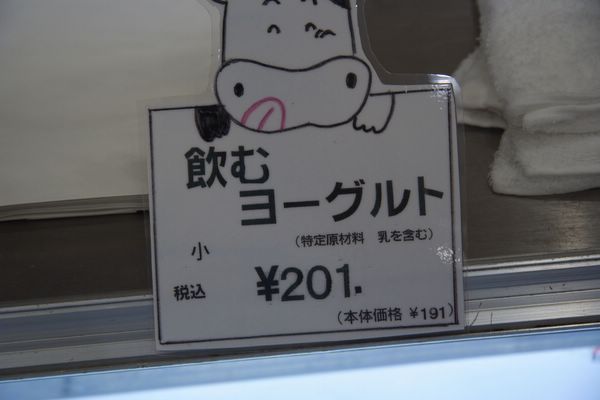 飲む
ヨーグルト
(特定原材料　乳を含む)
小
税込 ¥201.
(本体価格 ¥191)